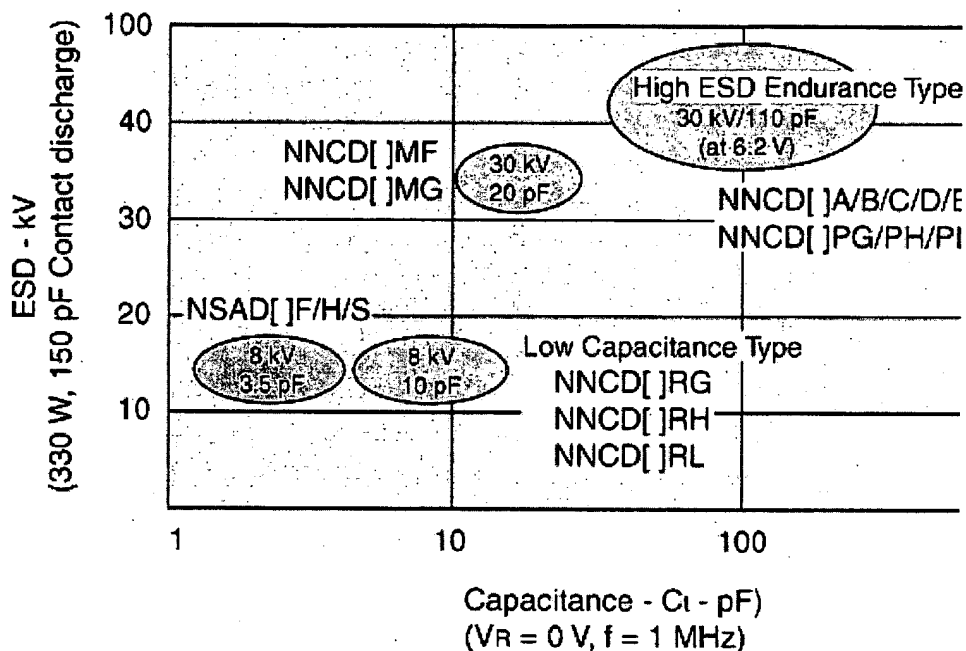 ESD - kV
(330 W, 150 pF Contact discharge)
100
40
30
20
10
High ESD Endurance Type
30 kV/110 pF
(at 6.2 V)
NNCD[ ]MF
NNCD[ ]MG
30 kV
20 pF
NNCD[ ]A/B/C/D/E
NNCD[ ]PG/PH/PL
NSAD[ ]F/H/S
8 kV
3.5 pF
8 kV
10 pF
Low Capacitance Type
NNCD[ ]RG
NNCD[ ]RH
NNCD[ ]RL
1
10
100
Capacitance - Ct - pF)
(VR = 0 V, f = 1 MHz)